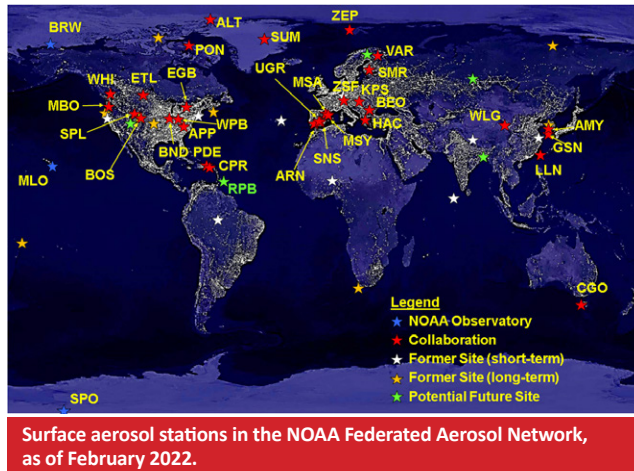 ALT
ZEP
BRW
PON
SUM
VAR
UGR
EGB
SMR
WHI
ETL
MSA
ZSF
KPS
BEO
MBO
WPB
WLG
AMY
SPL
APP
HAC
GSN
BND
PDE
MSY
BOS
SNS
LLN
MLO
CPR
ARN
RPB
CGO
Legend
NOAA Observatory
Collaboration
Former Site (short-term)
Former Site (long-term)
Potential Future Site
SPO
Surface aerosol stations in the NOAA Federated Aerosol Network,
as of February 2022.